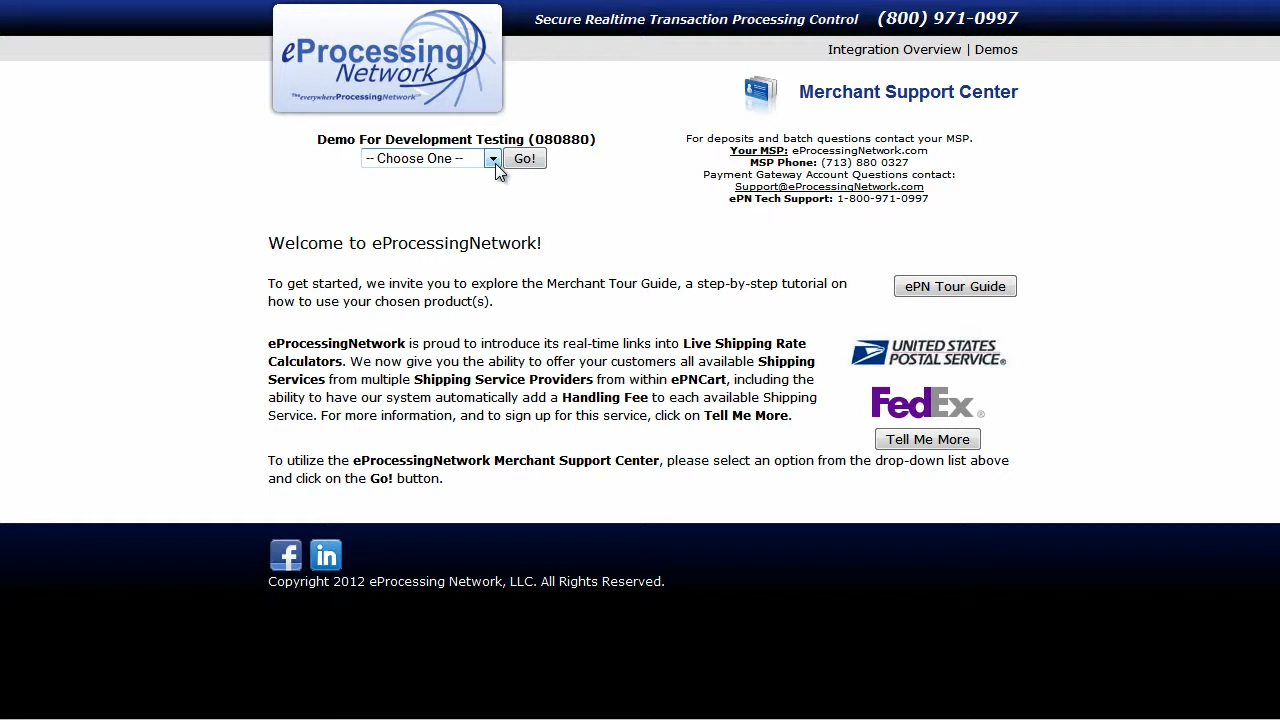 Secure Realtime Transaction Processing Control (800) 971-0997
eProcessing
Network
The everywhereProcessingNetwork™
Integration Overview | Demos
Merchant Support Center
Demo For Development Testing (080880)
-- Choose One --
Go!
For deposits and batch questions contact your MSP.
Your MSP: eProcessingNetwork.com
MSP Phone: (713) 880 0327
Payment Gateway Account Questions contact:
Support@eProcessingNetwork.com
ePN Tech Support: 1-800-971-0997
Welcome to eProcessingNetwork!
To get started, we invite you to explore the Merchant Tour Guide, a step-by-step tutorial on
how to use your chosen product(s).
ePN Tour Guide
eProcessingNetwork is proud to introduce its real-time links into Live Shipping Rate
Calculators. We now give you the ability to offer your customers all available Shipping
Services from multiple Shipping Service Providers from within ePNCart, including the
ability to have our system automatically add a Handling Fee to each available Shipping
Service. For more information, and to sign up for this service, click on Tell Me More.
UNITED STATES
POSTAL SERVICE®
FedEx®
Tell Me More
To utilize the eProcessingNetwork Merchant Support Center, please select an option from the drop-down list above
and click on the Go! button.
f
in
Copyright 2012 eProcessing Network, LLC. All Rights Reserved.